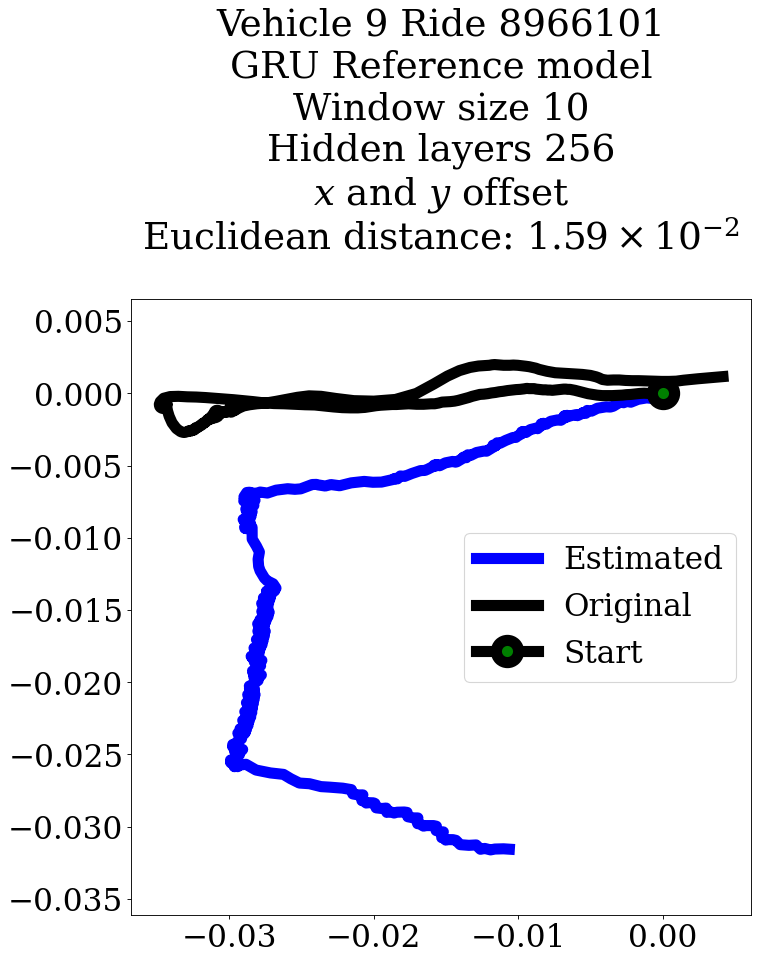 Vehicle 9 Ride 8966101
GRU Reference model
Window size 10
Hidden layers 256
x and y offset
Euclidean distance: 1.59 × 10⁻²
0.005
0.000
−0.005
−0.010
−0.015
−0.020
−0.025
−0.030
−0.035
Estimated
Original
Start
−0.03 −0.02 −0.01 0.00